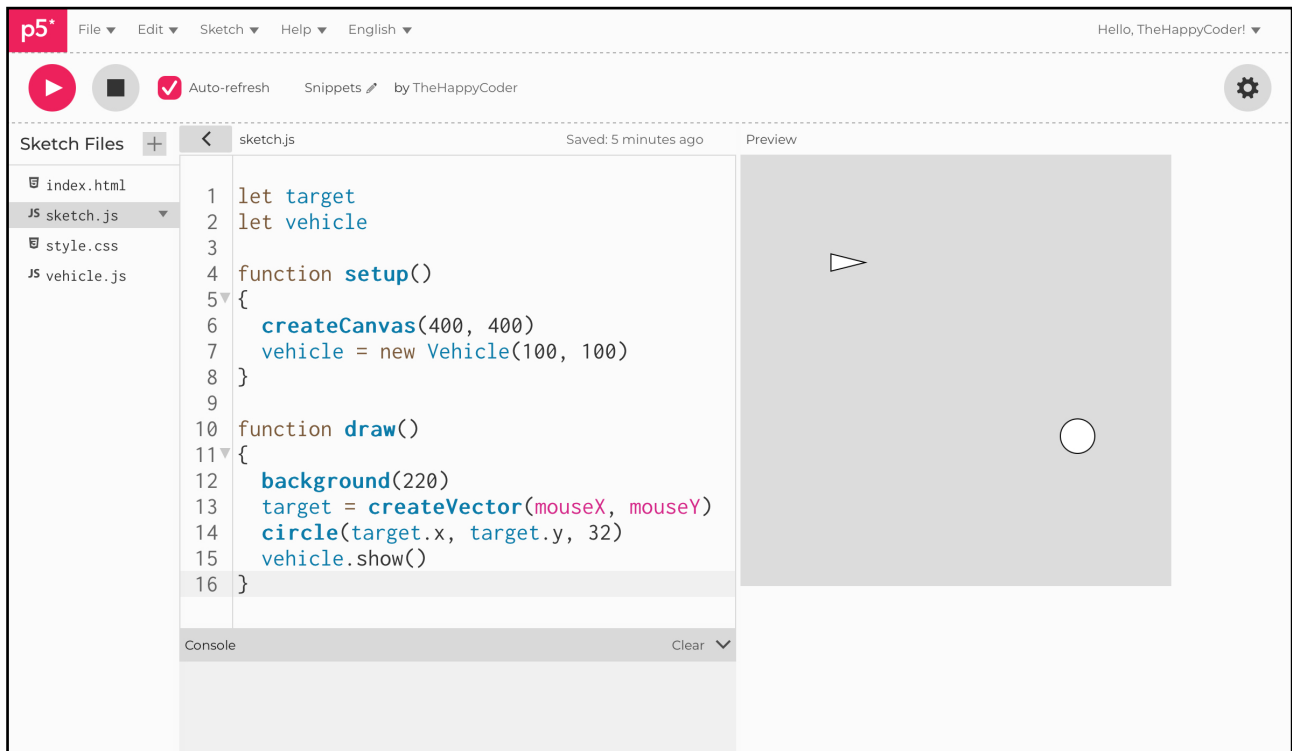 p5* File Edit Sketch Help English Hello, TheHappyCoder!
Auto-refresh Snippets by TheHappyCoder
Sketch Files + sketch.js Saved: 5 minutes ago Preview
index.html
JS sketch.js
style.css
JS vehicle.js
1 let target
2 let vehicle
3
4 function setup()
5 {
6 createCanvas(400, 400)
7 vehicle = new Vehicle(100, 100)
8 }
9
10 function draw()
11 {
12 background(220)
13 target = createVector(mouseX, mouseY)
14 circle(target.x, target.y, 32)
15 vehicle.show()
16 }
Console Clear